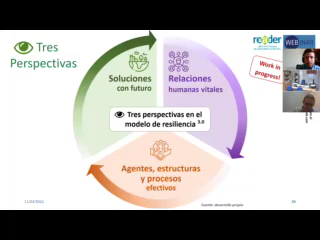 Tres
Perspectivas
Soluciones
con futuro
Relaciones
humanas vitales
Tres perspectivas en el
modelo de resiliencia 3.0
Agentes, estructuras
y procesos
efectivos
Work in
progress!
WEB
Fuente: desarrollo propio
11/04/2022